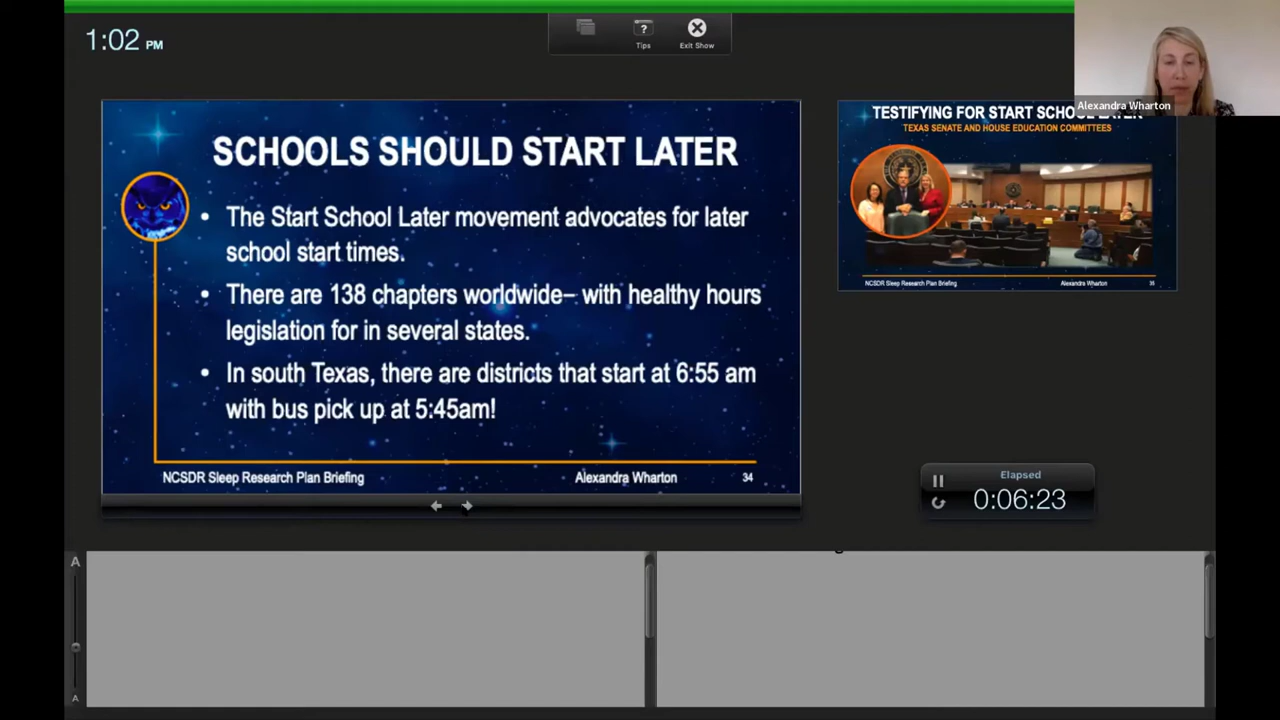 1:02 PM
Tips
Exit Show
Alexandra Wharton
SCHOOLS SHOULD START LATER
• The Start School Later movement advocates for later
school start times.
• There are 138 chapters worldwide– with healthy hours
legislation for in several states.
• In south Texas, there are districts that start at 6:55 am
with bus pick up at 5:45am!
NCSDR Sleep Research Plan Briefing
Alexandra Wharton
34
TESTIFYING FOR START SCHOOL LATER
TEXAS SENATE AND HOUSE EDUCATION COMMITTEES
NCSDR Sleep Research Plan Briefing
Alexandra Wharton
35
Elapsed
0:06:23
A
A